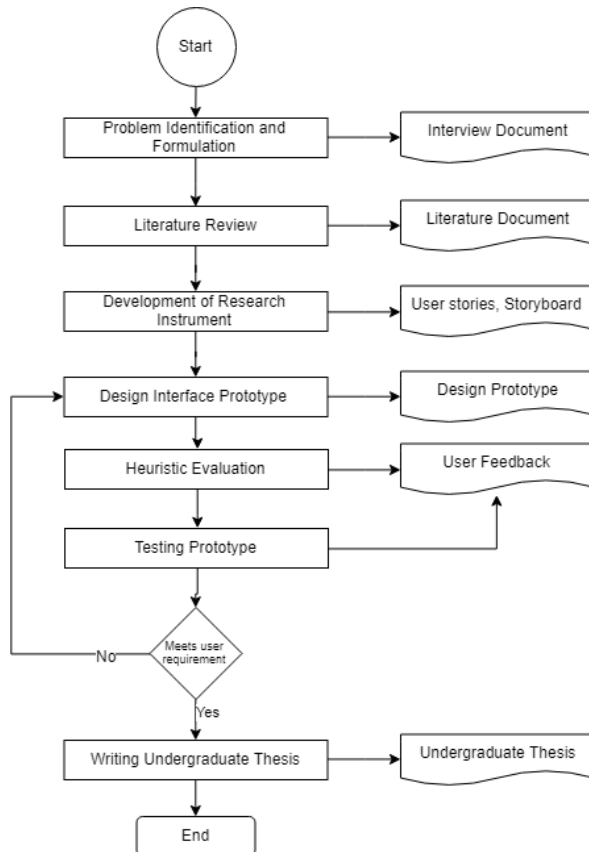 Start
Problem Identification and
Formulation
Interview Document
Literature Review
Literature Document
Development of Research
Instrument
User stories, Storyboard
Design Interface Prototype
Design Prototype
Heuristic Evaluation
User Feedback
Testing Prototype
Meets user
requirement
No
Yes
Writing Undergraduate Thesis
Undergraduate Thesis
End